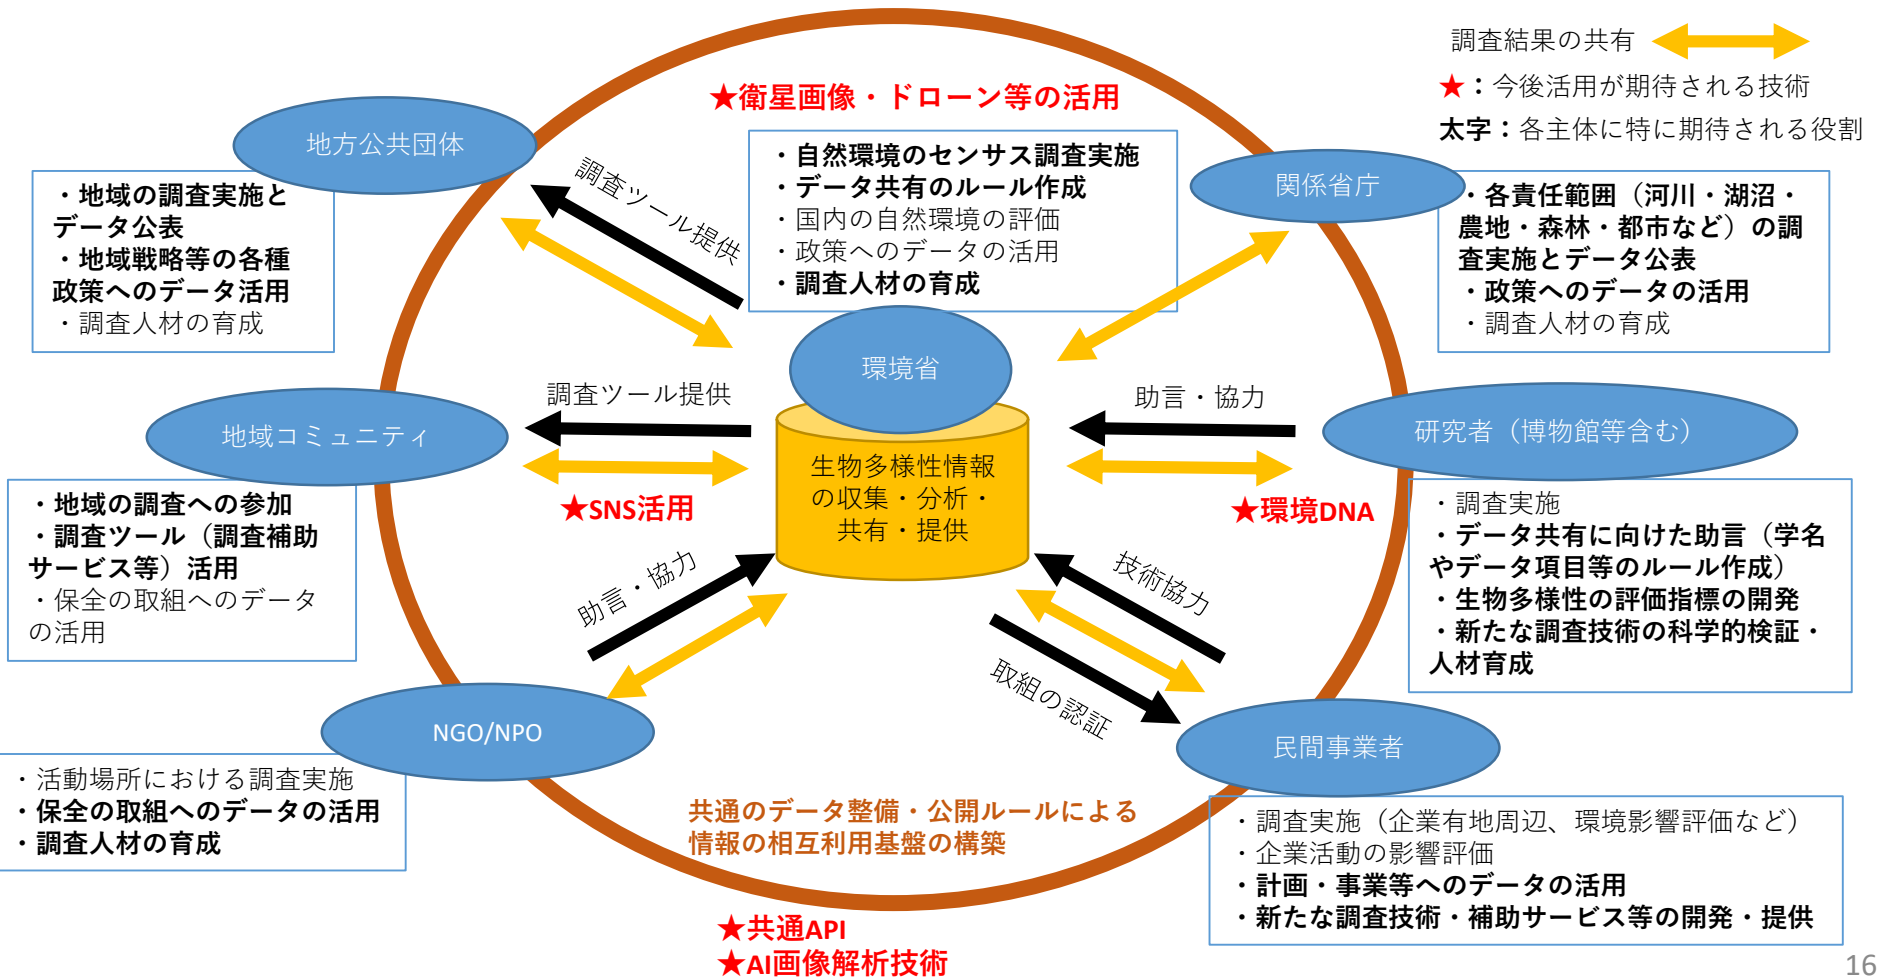 調査結果の共有
★：今後活用が期待される技術
太字：各主体に特に期待される役割
★衛星画像・ドローン等の活用
地方公共団体
・地域の調査実施と
データ公表
・地域戦略等の各種
政策へのデータ活用
・調査人材の育成
調査ツール提供
・自然環境のセンサス調査実施
・データ共有のルール作成
・国内の自然環境の評価
・政策へのデータの活用
・調査人材の育成
関係省庁
・各責任範囲（河川・湖沼・
農地・森林・都市など）の調
査実施とデータ公表
・政策へのデータの活用
・調査人材の育成
環境省
生物多様性情報
の収集・分析・
共有・提供
調査ツール提供
地域コミュニティ
★SNS活用
・地域の調査への参加
・調査ツール（調査補助
サービス等）活用
・保全の取組へのデータ
の活用
助言・協力
研究者（博物館等含む）
★環境DNA
・調査実施
・データ共有に向けた助言（学名
やデータ項目等のルール作成）
・生物多様性の評価指標の開発
・新たな調査技術の科学的検証・
人材育成
助言・協力
技術協力
取組の認証
NGO/NPO
・活動場所における調査実施
・保全の取組へのデータの活用
・調査人材の育成
民間事業者
・調査実施（企業有地周辺、環境影響評価など）
・企業活動の影響評価
・計画・事業等へのデータの活用
・新たな調査技術・補助サービス等の開発・提供
共通のデータ整備・公開ルールによる
情報の相互利用基盤の構築
★共通API
★AI画像解析技術
16